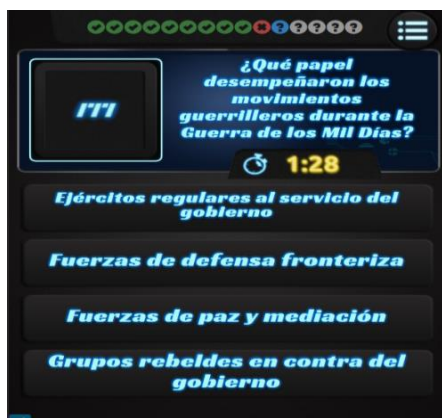 ¿Qué papel
desempeñaron los
movimientos
guerrilleros durante la
Guerra de los Mil Días?
m
1:28
Ejércitos regulares al servicio del
gobierno
Fuerzas de defensa fronteriza
Fuerzas de paz y mediación
Grupos rebeldes en contra del
gobierno